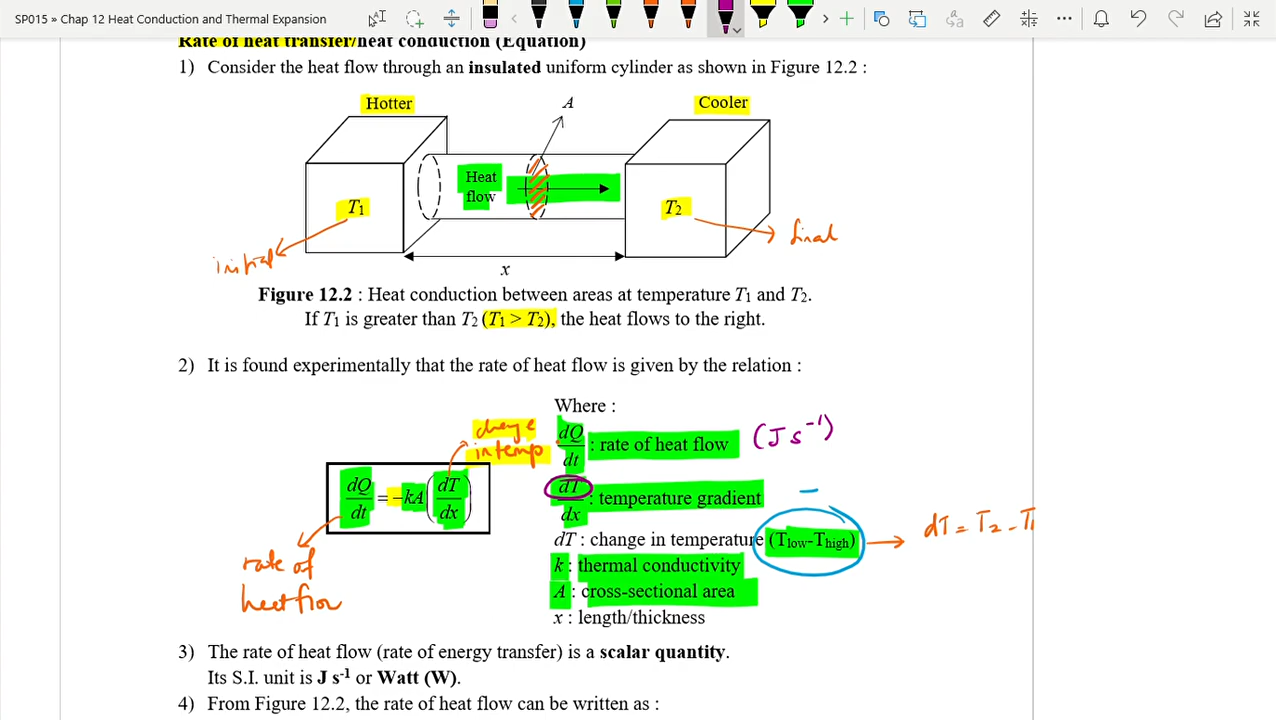 SP015 » Chap 12 Heat Conduction and Thermal Expansion
Rate of heat transfer/heat conduction (Equation)
1) Consider the heat flow through an insulated uniform cylinder as shown in Figure 12.2 :
Hotter
A
Cooler
Heat
flow
T1
T2
initial
final
x
Figure 12.2 : Heat conduction between areas at temperature T1 and T2.
If T1 is greater than T2 (T1 > T2), the heat flows to the right.
2) It is found experimentally that the rate of heat flow is given by the relation :
Where :
change
in temp
dQ/dt : rate of heat flow (J s⁻¹)
dQ/dt = −kA(dT/dx)
dT/dx : temperature gradient
−
dT : change in temperature (Tlow-Thigh)
dT = T2 - T1
k : thermal conductivity
rate of
heat flow
A : cross-sectional area
x : length/thickness
3) The rate of heat flow (rate of energy transfer) is a scalar quantity.
Its S.I. unit is J s-1 or Watt (W).
4) From Figure 12.2, the rate of heat flow can be written as :